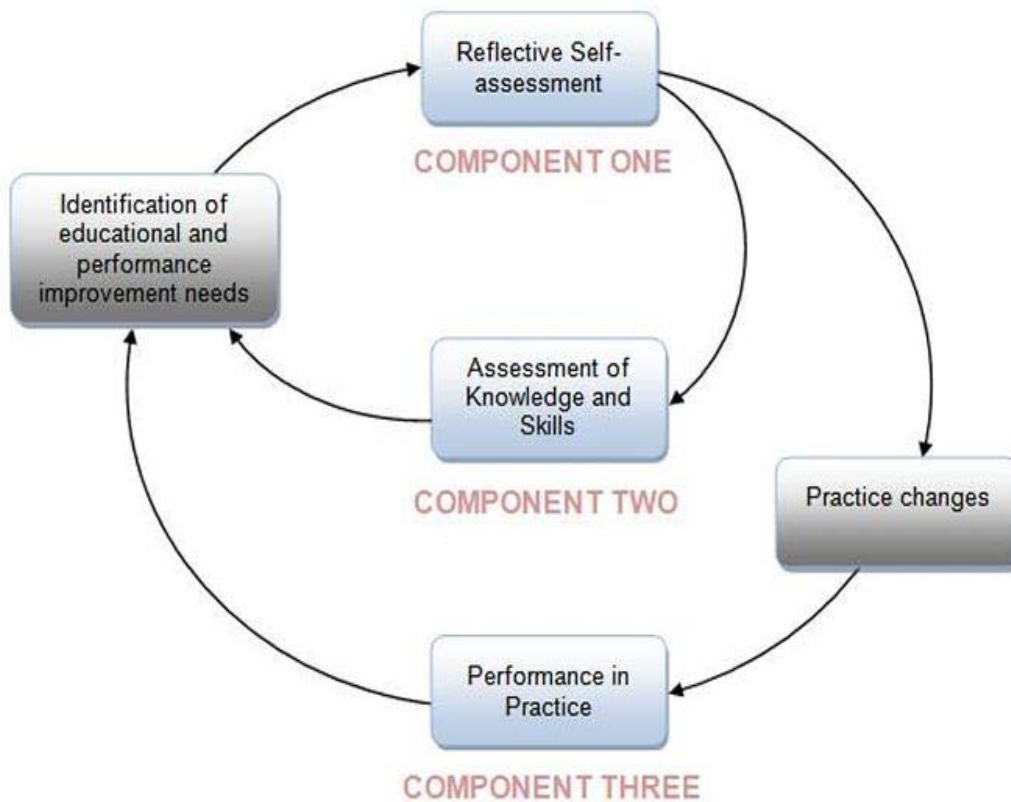 Reflective Self-
assessment
COMPONENT ONE
Identification of
educational and
performance
improvement needs
Assessment of
Knowledge and
Skills
COMPONENT TWO
Practice changes
Performance in
Practice
COMPONENT THREE